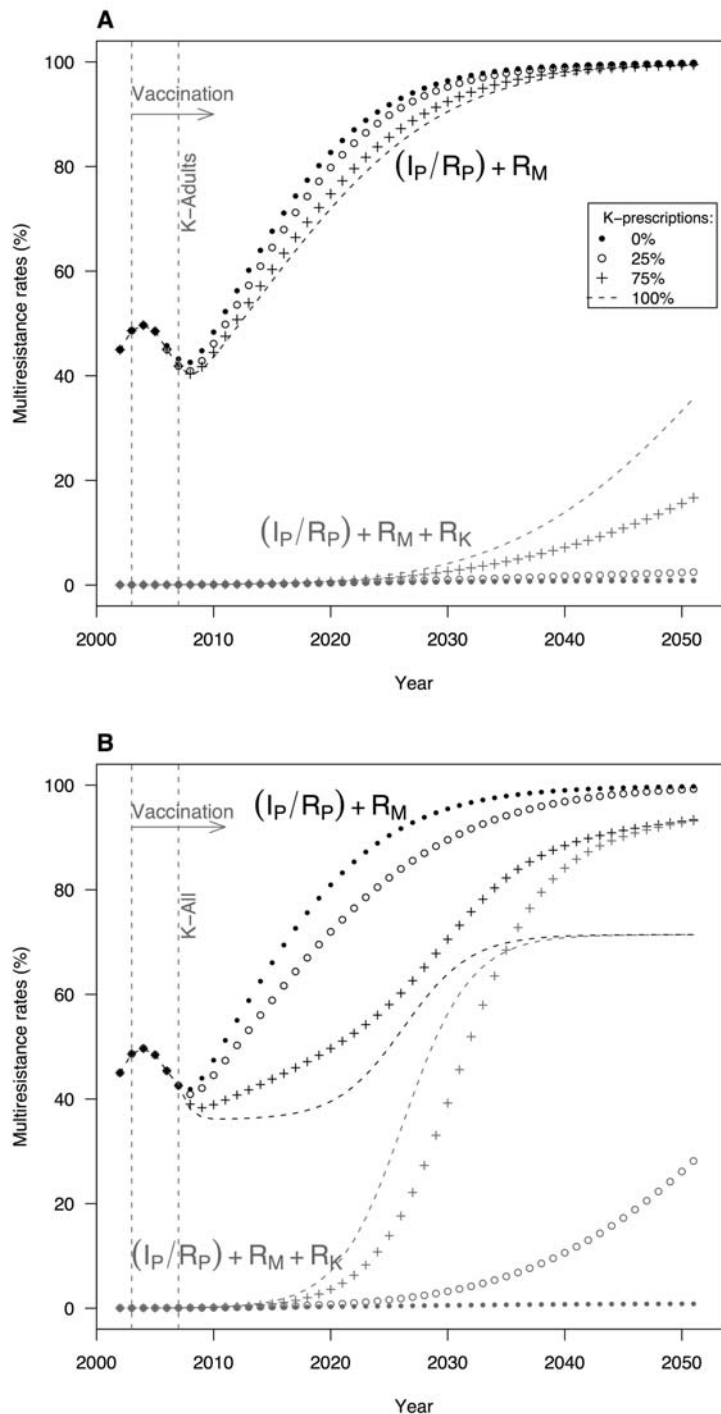 A
Multiresistance rates (%)
100
80
60
40
20
0
Vaccination
K−Adults
(I_P/R_P) + R_M
K−prescriptions:
0%
25%
75%
100%
(I_P/R_P) + R_M + R_K
2000 2010 2020 2030 2040 2050
Year
B
Multiresistance rates (%)
100
80
60
40
20
0
Vaccination
(I_P/R_P) + R_M
K−All
(I_P/R_P) + R_M + R_K
2000 2010 2020 2030 2040 2050
Year